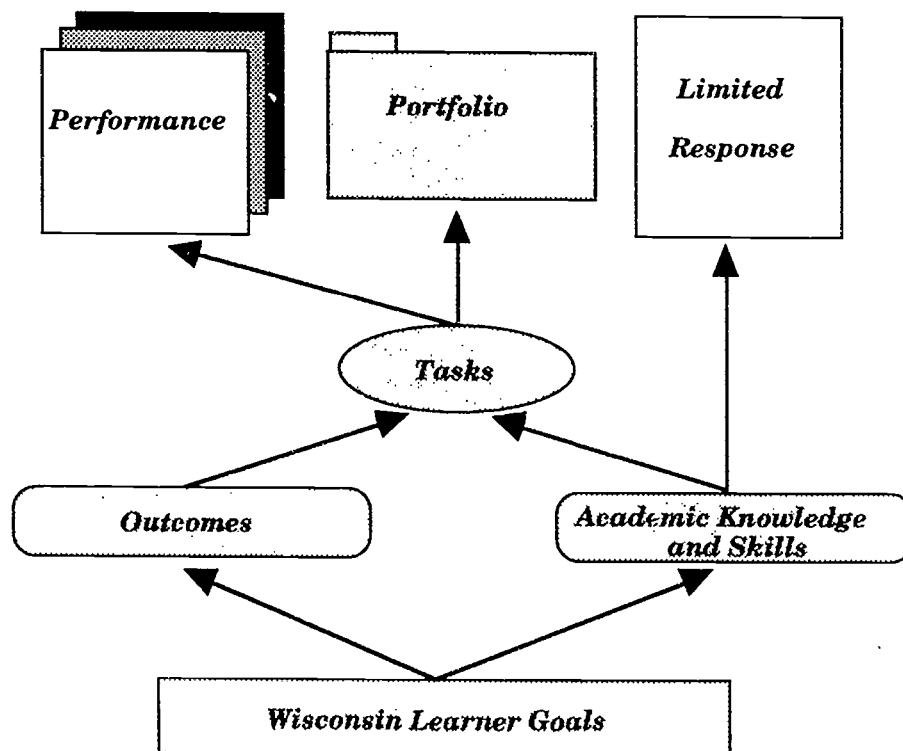 Performance
Portfolio
Limited
Response
Tasks
Outcomes
Academic Knowledge
and Skills
Wisconsin Learner Goals